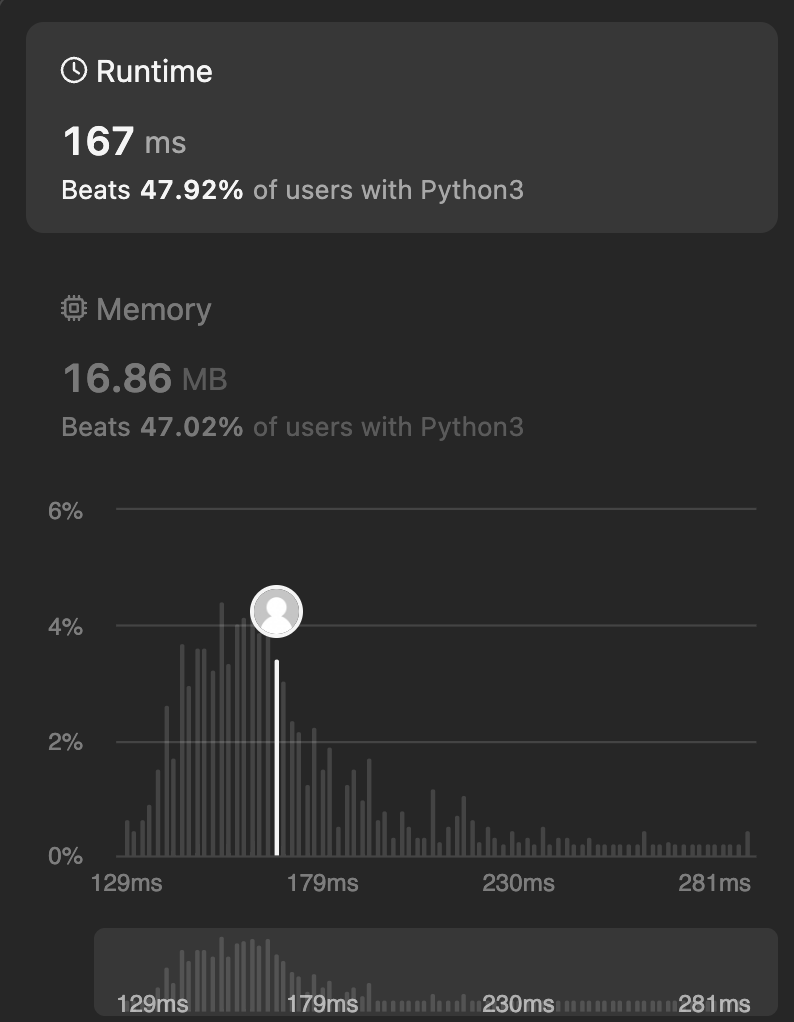 Runtime
167 ms
Beats 47.92% of users with Python3
Memory
16.86 MB
Beats 47.02% of users with Python3
6%
4%
2%
0%
129ms 179ms 230ms 281ms
129ms 179ms 230ms 281ms